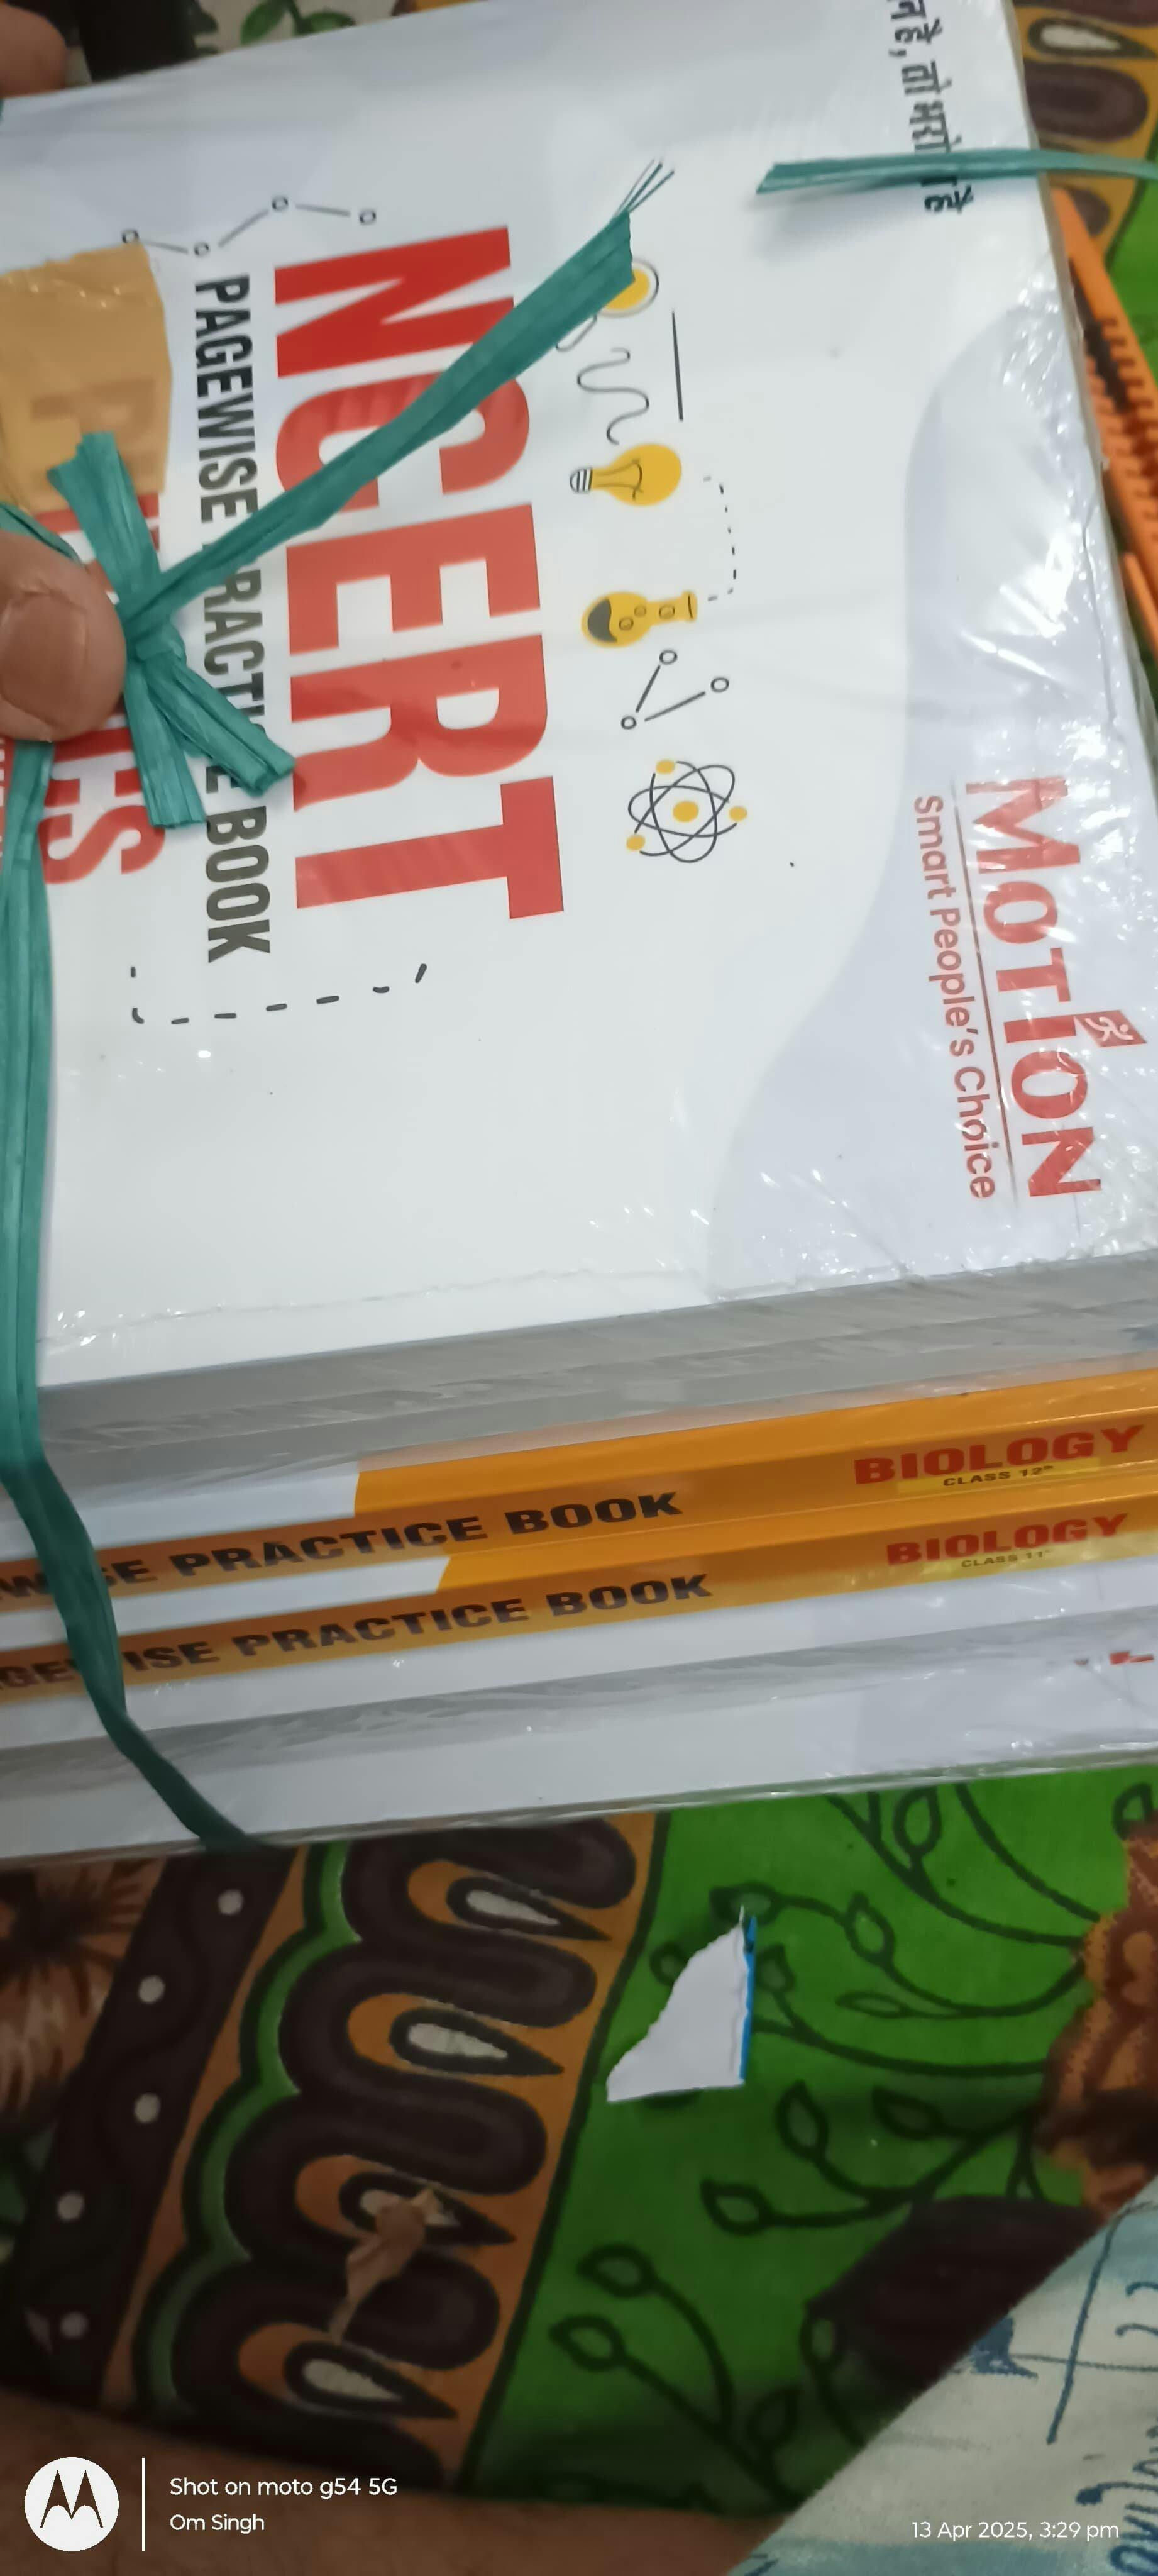 है, तो भरोसा है
MOTION
Smart People's Choice
NCERT
PAGEWISE PRACTICE BOOK
BIOLOGY
CLASS 12th
PRACTICE BOOK
BIOLOGY
CLASS 11th
PRACTICE BOOK
Shot on moto g54 5G
Om Singh
13 Apr 2025, 3:29 pm